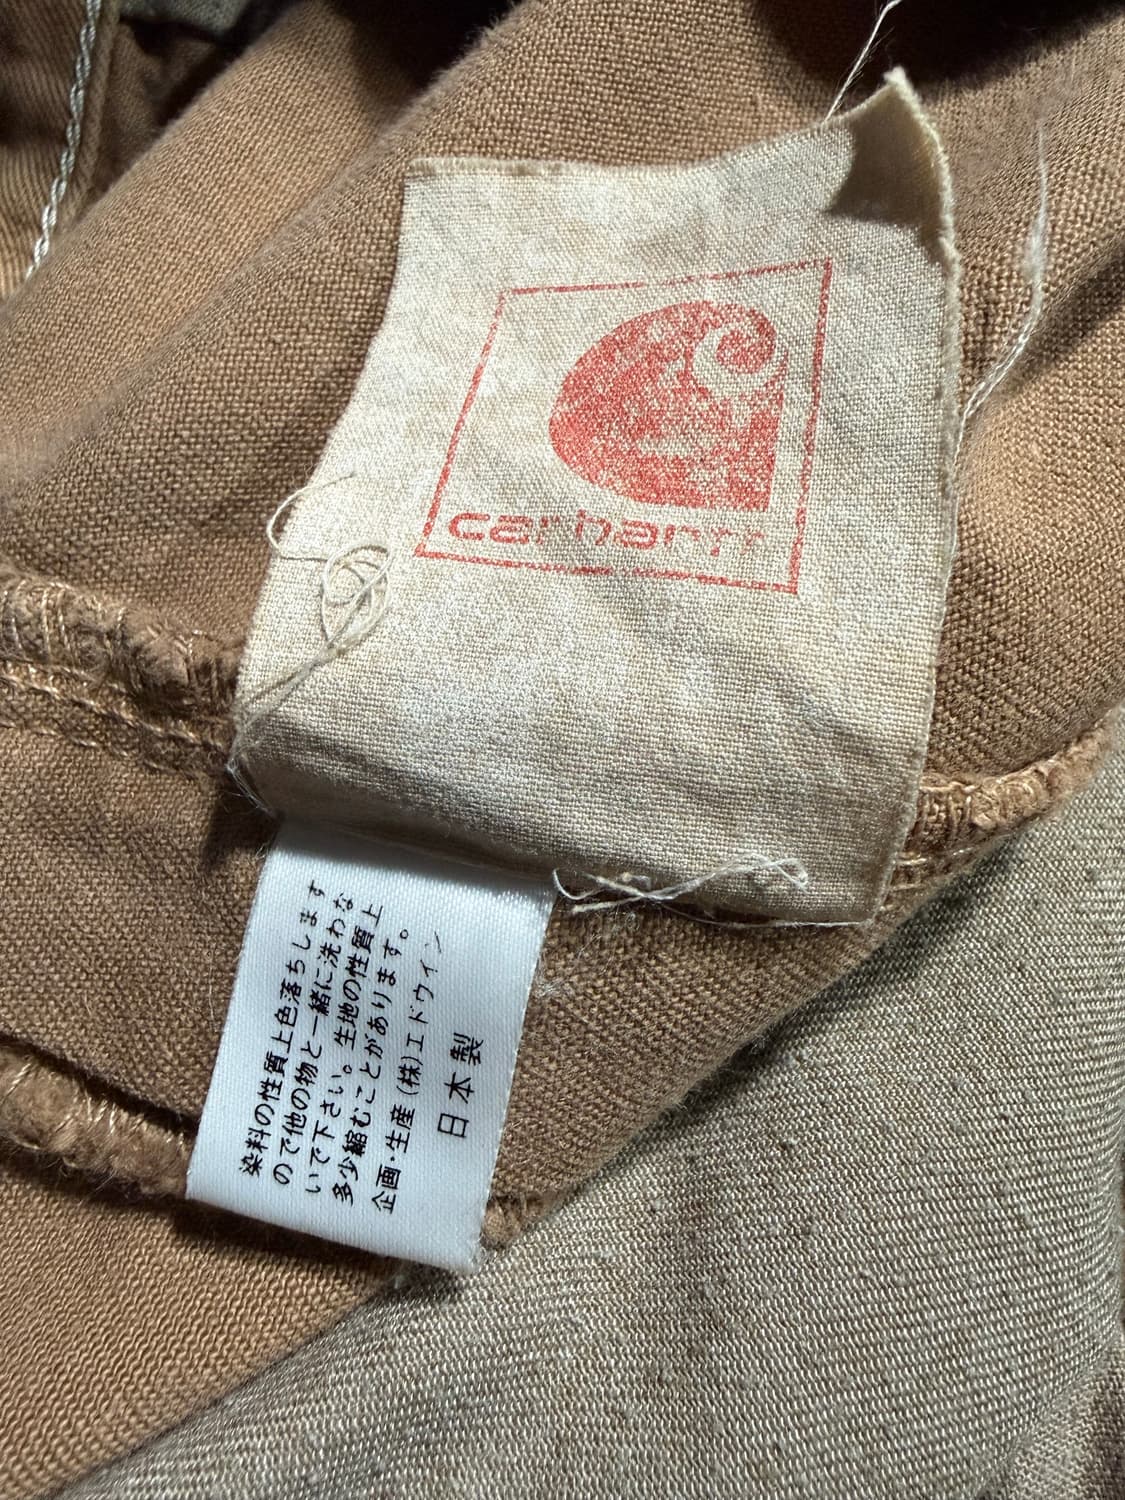 carhartt
染料の性質上色落ちします
ので他の物と一緒に洗わな
いで下さい。生地の性質上
多少縮むことがあります。
企画・生産 (株)エドウイン
日本製